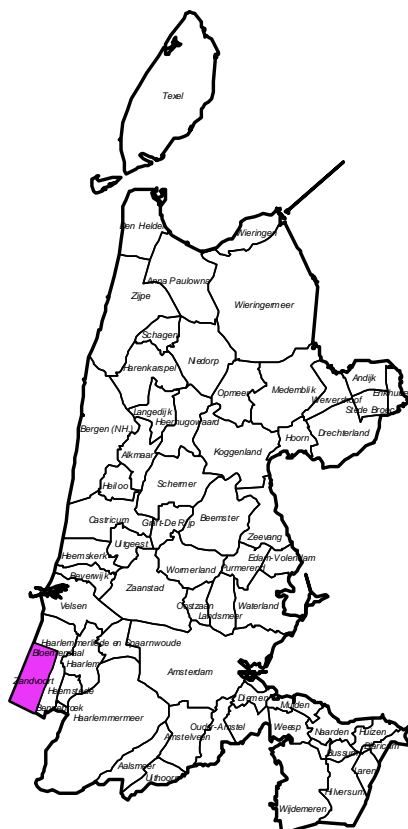 Texel
Den Helder
Wieringen
Anna Paulowna
Zijpe
Wieringermeer
Schagen
Niedorp
Harenkarspel
Andijk
Opmeer
Medemblik
Wervershoof
Enkhuizen
Langedijk
Stede Broec
Heerhugowaard
Bergen (NH.)
Hoorn
Drechterland
Koggenland
Alkmaar
Heiloo
Schermer
Beemster
Castricum
Graft-De Rijp
Zeevang
Uitgeest
Heemskerk
Edam-Volendam
Wormerland
Purmerend
Beverwijk
Zaanstad
Velsen
Oostzaan
Waterland
Landsmeer
Haarlemmerliede en Spaarnwoude
Bloemendaal
Haarlem
Amsterdam
Zandvoort
Heemstede
Diemen
Bennebroek
Muiden
Haarlemmermeer
Ouder-Amstel
Weesp
Naarden
Huizen
Amstelveen
Bussum
Blaricum
Aalsmeer
Laren
Uithoorn
Hilversum
Wijdemeren